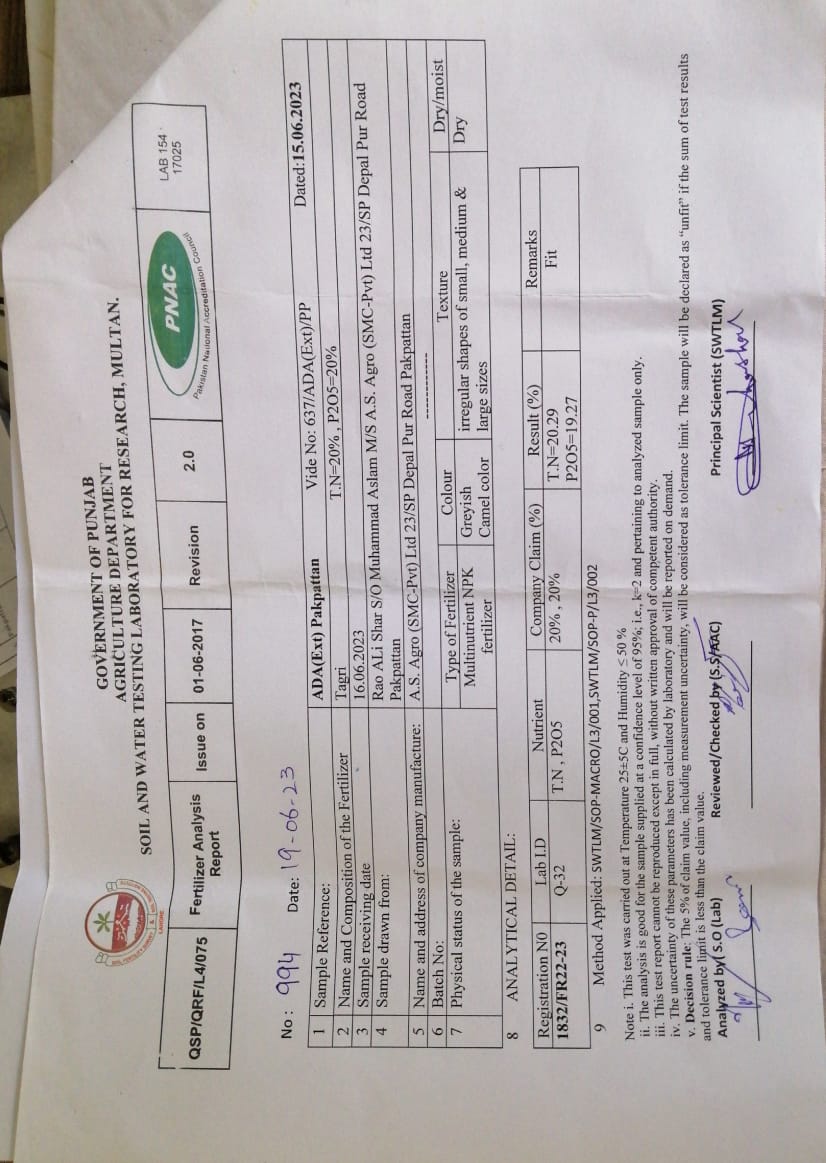 GOVERNMENT OF PUNJAB
AGRICULTURE DEPARTMENT
SOIL AND WATER TESTING LABORATORY FOR RESEARCH, MULTAN.
LAHORE
QSP/QRF/L4/075 Fertilizer Analysis Report Issue on 01-06-2017 Revision 2.0
PNAC
Pakistan National Accreditation Council
LAB 154
17025
No: 994 Date: 19-06-23
1 Sample Reference: ADA(Ext) Pakpattan Vide No: 637/ADA(Ext)/PP Dated:15.06.2023
2 Name and Composition of the Fertilizer Tagri T.N=20% , P2O5=20%
3 Sample receiving date 16.06.2023
4 Sample drawn from: Rao ALi Shar S/O Muhammad Aslam M/S A.S. Agro (SMC-Pvt) Ltd 23/SP Depal Pur Road
Pakpattan
5 Name and address of company manufacture: A.S. Agro (SMC-Pvt) Ltd 23/SP Depal Pur Road Pakpattan
6 Batch No: ------------
7 Physical status of the sample: Type of Fertilizer Colour Texture Dry/moist
Multinutrient NPK Greyish irregular shapes of small, medium & Dry
fertilizer Camel color large sizes
8 ANALYTICAL DETAIL:
Registration N0 Lab I.D Nutrient Company Claim (%) Result (%) Remarks
1832/FR22-23 Q-32 T.N , P2O5 20% , 20% T.N=20.29 Fit
P2O5=19.27
9 Method Applied: SWTLM/SOP-MACRO/L3/001,SWTLM/SOP-P/L3/002
Note i. This test was carried out at Temperature 25±5C and Humidity ≤ 50 %
ii. The analysis is good for the sample supplied at a confidence level of 95%; i.e., k=2 and pertaining to analyzed sample only.
iii. This test report cannot be reproduced except in full, without written approval of competent authority.
iv. The uncertainty of these parameters has been calculated by laboratory and will be reported on demand.
v. Decision rule: The 5% of claim value, including measurement uncertainty, will be considered as tolerance limit. The sample will be declared as "unfit" if the sum of test results
and tolerance limit is less than the claim value.
Analyzed by( S.O (Lab) Reviewed/Checked by (S.S/AAC) Principal Scientist (SWTLM)